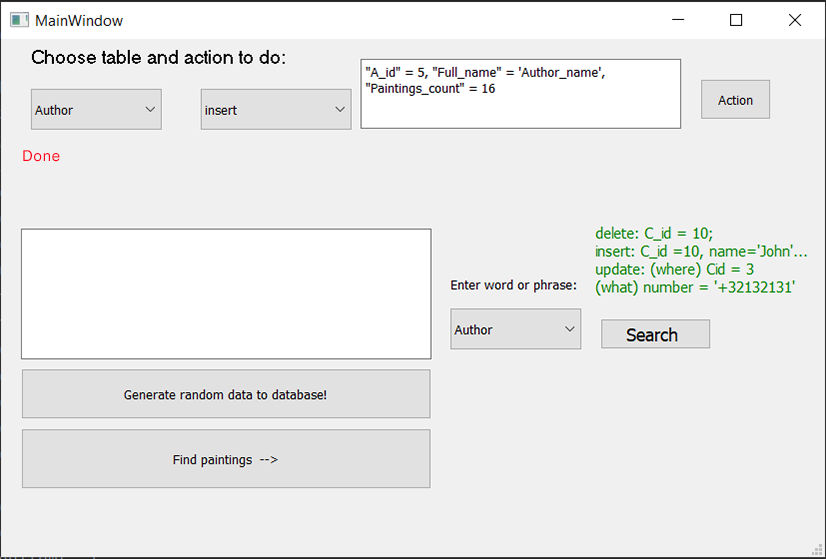 MainWindow
Choose table and action to do:
"A_id" = 5, "Full_name" = 'Author_name',
"Paintings_count" = 16
Author
insert
Action
Done
delete: C_id = 10;
insert: C_id =10, name='John'...
update: (where) Cid = 3
(what) number = '+32132131'
Enter word or phrase:
Author
Search
Generate random data to database!
Find paintings -->